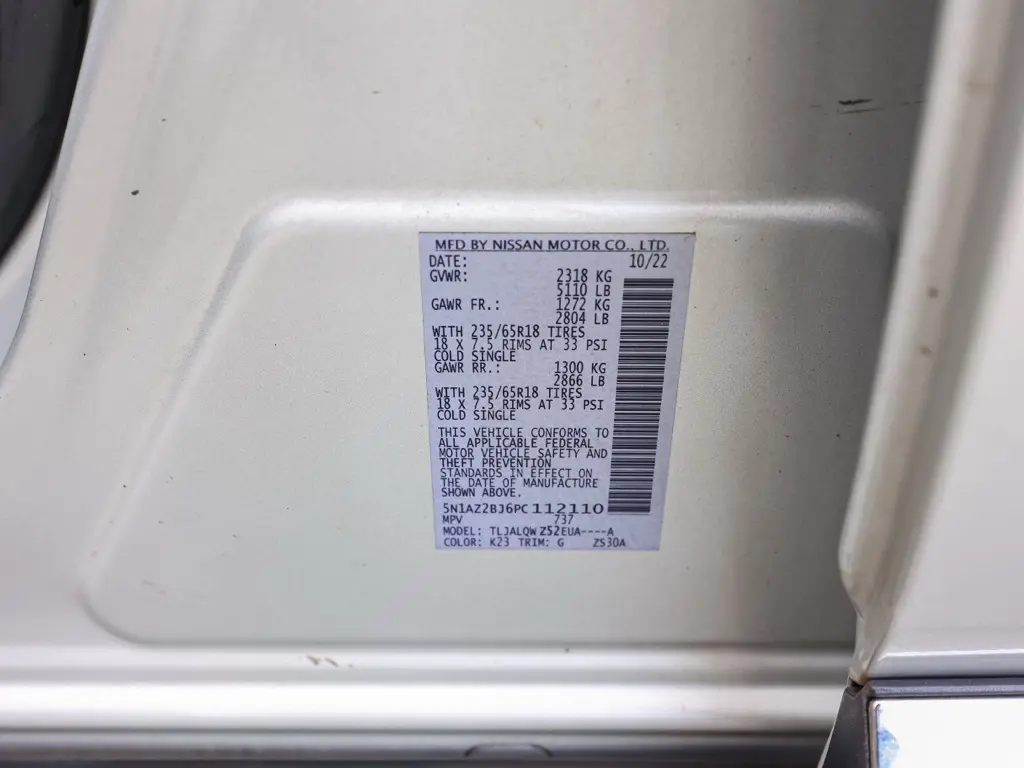 MFD BY NISSAN MOTOR CO., LTD.
DATE: 10/22
GVWR: 2318 KG
5110 LB
GAWR FR.: 1272 KG
2804 LB
WITH 235/65R18 TIRES
18 X 7.5 RIMS AT 33 PSI
COLD SINGLE
GAWR RR.: 1300 KG
2866 LB
WITH 235/65R18 TIRES
18 X 7.5 RIMS AT 33 PSI
COLD SINGLE
THIS VEHICLE CONFORMS TO
ALL APPLICABLE FEDERAL
MOTOR VEHICLE SAFETY AND
THEFT PREVENTION
STANDARDS IN EFFECT ON
THE DATE OF MANUFACTURE
SHOWN ABOVE.
5N1AZ2BJ6PC112110
MPV 737
MODEL: TLJALQWZ52EUA----A
COLOR: K23 TRIM: G ZS30A